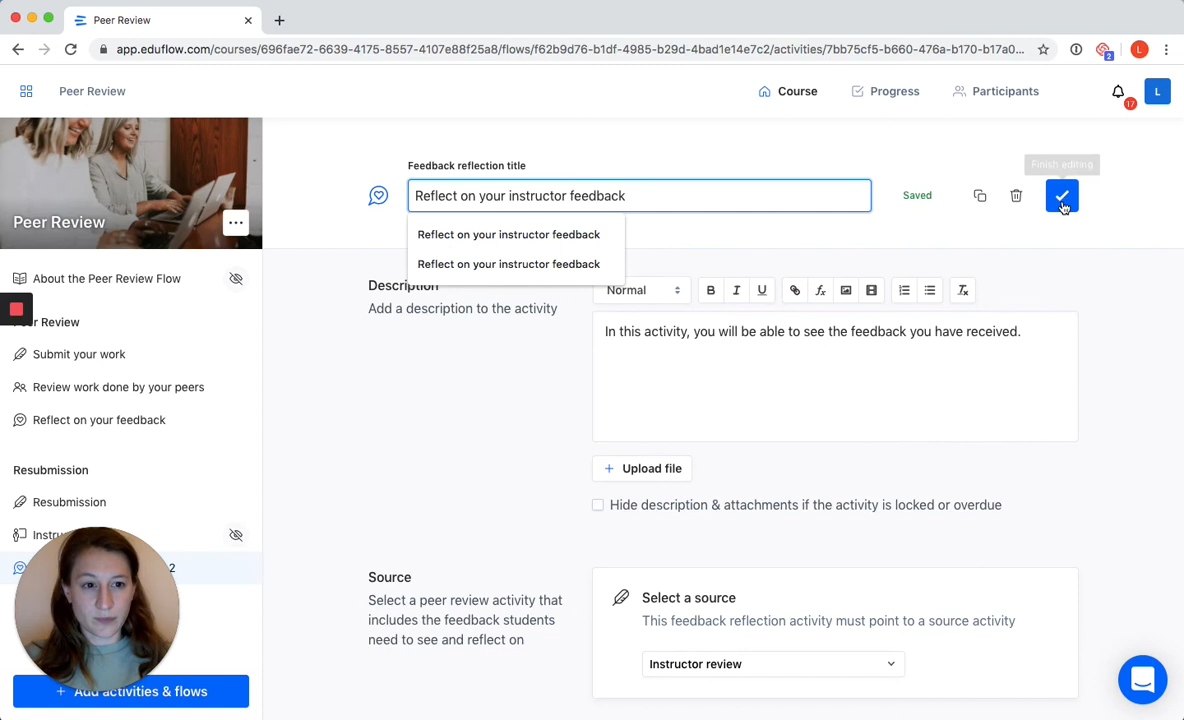 Peer Review
app.eduflow.com/courses/696fae72-6639-4175-8557-4107e88f25a8/flows/f62b9d76-b1df-4985-b29d-4bad1e14e7c2/activities/7bb75cf5-b660-476a-b170-b17a0...
2
L
Peer Review
Course
Progress
Participants
17
L
Peer Review
About the Peer Review Flow
Review
Submit your work
Review work done by your peers
Reflect on your feedback
Resubmission
Resubmission
2
+ Add activities & flows
Feedback reflection title
Reflect on your instructor feedback
Saved
Finish editing
Reflect on your instructor feedback
Reflect on your instructor feedback
Description
Add a description to the activity
Normal
B I U
In this activity, you will be able to see the feedback you have received.
+ Upload file
Hide description & attachments if the activity is locked or overdue
Source
Select a peer review activity that
includes the feedback students
need to see and reflect on
Select a source
This feedback reflection activity must point to a source activity
Instructor review